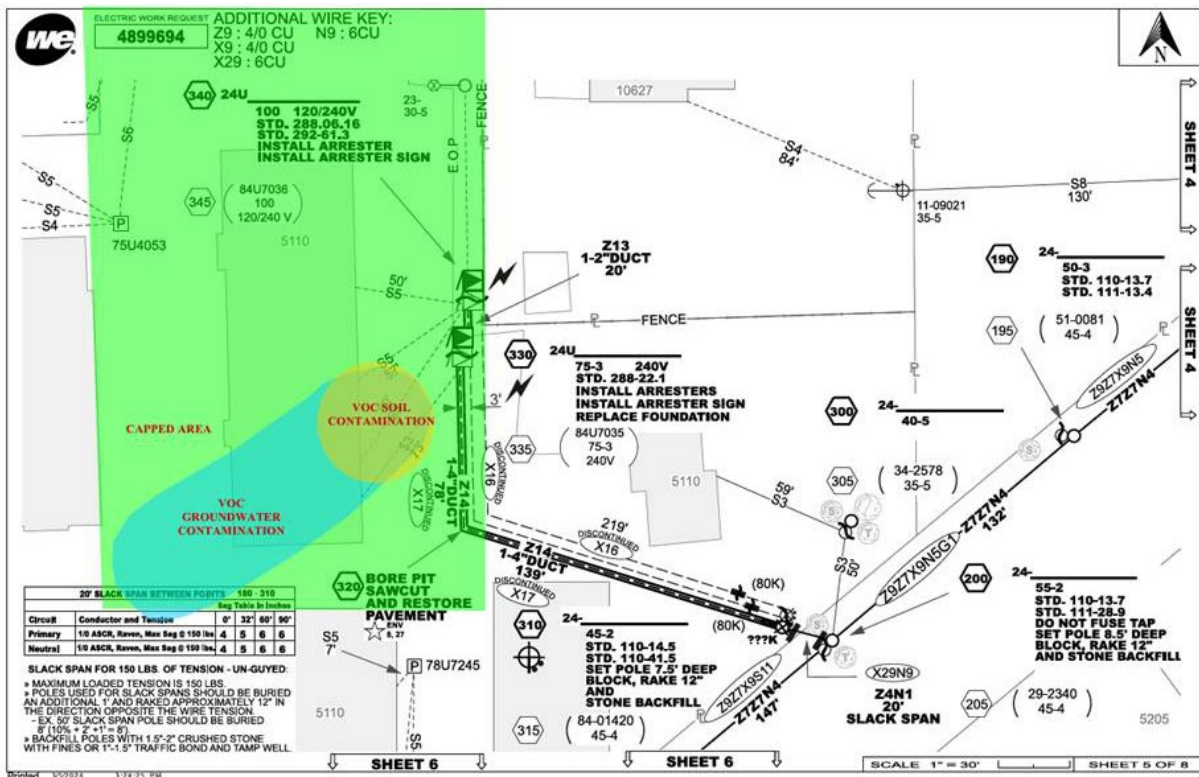 we
ELECTRIC WORK REQUEST
4899694
ADDITIONAL WIRE KEY:
Z9 : 4/0 CU N9 : 6CU
X9 : 4/0 CU
X29 : 6CU
N
340 24U
100 120/240V
STD. 288.06.16
STD. 292-61.3
INSTALL ARRESTER
INSTALL ARRESTER SIGN
23-
30-5
FENCE
E O P
S5
S6
S5
S5
S4
P
75U4053
345
84U7036
100
120/240 V
5110
50'
S5
S5
10627
S4
84'
11-09021
35-5
S8
130'
SHEET 4
SHEET 4
Z13
1-2"DUCT
20'
FENCE
190 24-
50-3
STD. 110-13.7
STD. 111-13.4
195
(51-0081
45-4)
Z9Z7X9N5
Z7Z7N4
330 24U
75-3 240V
STD. 288-22.1
INSTALL ARRESTERS
INSTALL ARRESTER SIGN
REPLACE FOUNDATION
3'
335
(84U7035
75-3
240V)
5110
300 24-
40-5
305
(34-2578
35-5)
59'
S3
S3
50'
VOC SOIL
CONTAMINATION
CAPPED AREA
VOC
GROUNDWATER
CONTAMINATION
DISCONTINUED
X17
Z14
1-4"DUCT
78'
DISCONTINUED
X16
219'
DISCONTINUED
X16
Z14
1-4"DUCT
139'
DISCONTINUED
X17
(80K)
(80K)
???K
Z7Z7N4
132'
Z9Z7X9N5G1
200 24-
55-2
STD. 110-13.7
STD. 111-28.9
DO NOT FUSE TAP
SET POLE 8.5' DEEP
BLOCK, RAKE 12"
AND STONE BACKFILL
320 BORE PIT
SAWCUT
AND RESTORE
PAVEMENT
ENV
8, 27
S5
7'
P
78U7245
S5
5110
310 24-
45-2
STD. 110-14.5
STD. 110-41.5
SET POLE 7.5' DEEP
BLOCK, RAKE 12"
AND
STONE BACKFILL
315
(84-01420
45-4)
Z9Z7X9S11
Z7Z7N4
147'
X29N9
Z4N1
20'
SLACK SPAN
205
(29-2340
45-4)
5205
20' SLACK SPAN BETWEEN POINTS 180 - 310
Sag Table in Inches
Circuit Conductor and Tension 0° 32° 60° 90°
Primary 1/0 ASCR, Raven, Max Sag @ 150 lbs. 4 5 6 6
Neutral 1/0 ASCR, Raven, Max Sag @ 150 lbs. 4 5 6 6
SLACK SPAN FOR 150 LBS. OF TENSION - UN-GUYED:
» MAXIMUM LOADED TENSION IS 150 LBS.
» POLES USED FOR SLACK SPANS SHOULD BE BURIED
AN ADDITIONAL 1' AND RAKED APPROXIMATELY 12" IN
THE DIRECTION OPPOSITE THE WIRE TENSION.
- EX. 50' SLACK SPAN POLE SHOULD BE BURIED
8' (10% + 2' +1' = 8')
» BACKFILL POLES WITH 1.5"-2" CRUSHED STONE
WITH FINES OR 1"-1.5" TRAFFIC BOND AND TAMP WELL
SHEET 6
SHEET 6
SCALE 1" = 30'
SHEET 5 OF 8